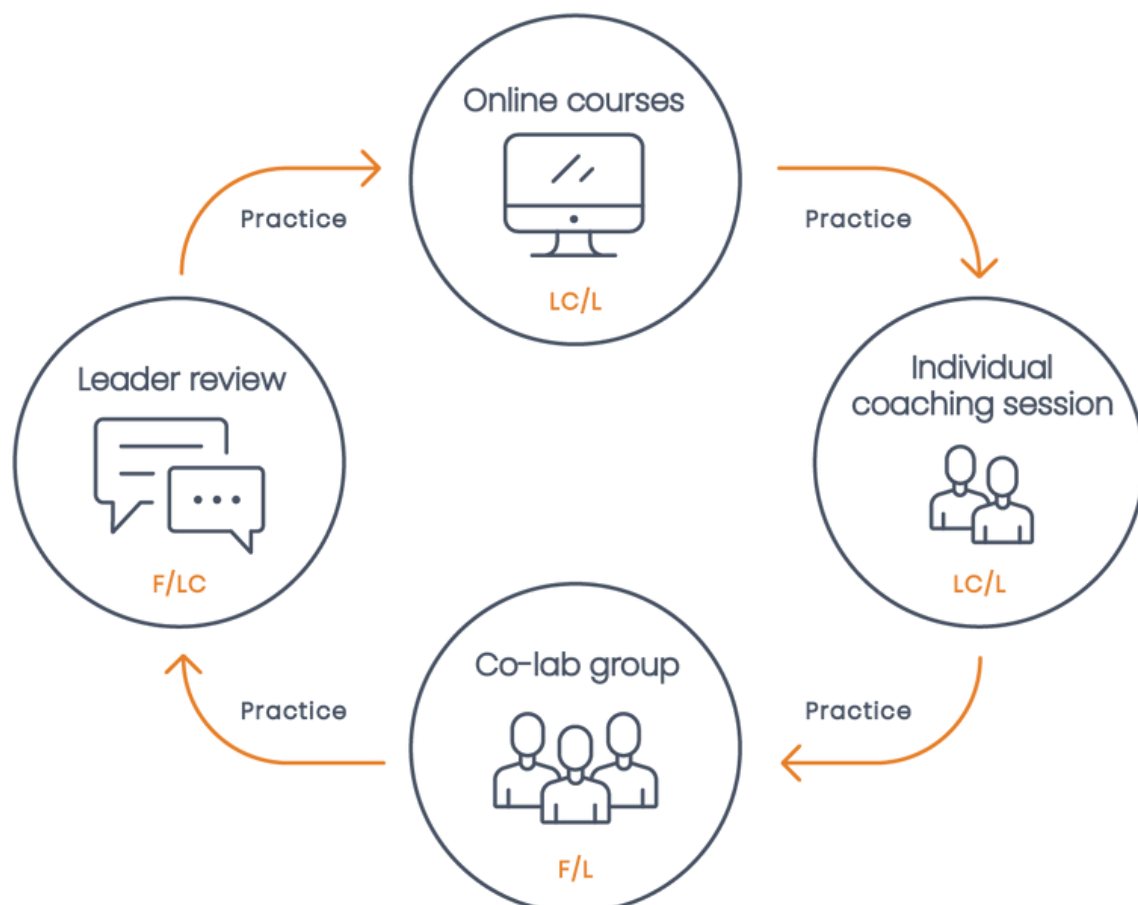 Online courses
LC/L
Practice
Practice
Leader review
F/LC
Individual
coaching session
LC/L
Co-lab group
F/L
Practice
Practice